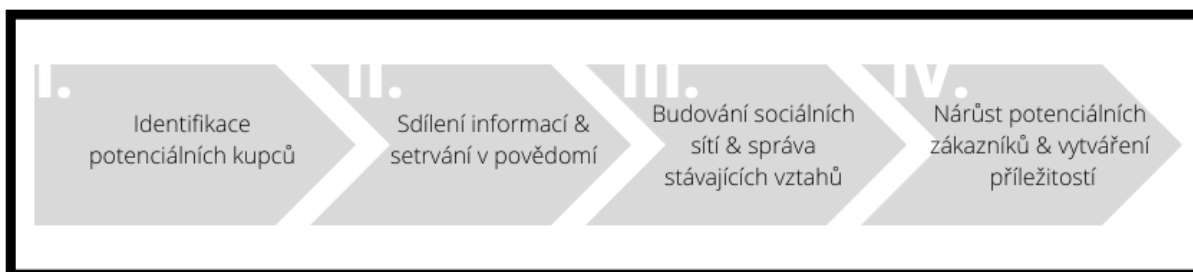 I.
Identifikace
potenciálních kupců
II.
Sdílení informací &
setrvání v povědomí
III.
Budování sociálních
sítí & správa
stávajících vztahů
IV.
Nárůst potenciálních
zákazníků & vytváření
příležitostí